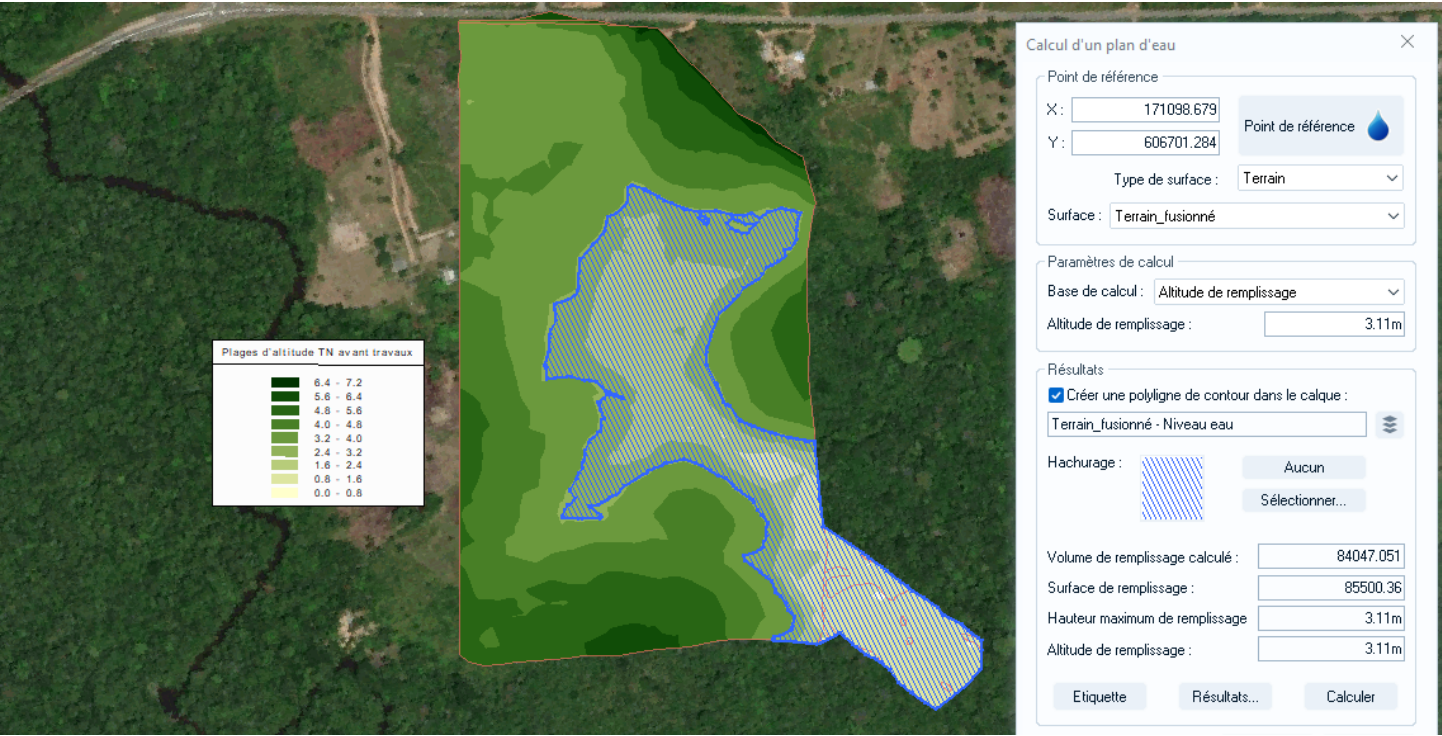 Plages d'altitude TN avant travaux
6.4 - 7.2
5.6 - 6.4
4.8 - 5.6
4.0 - 4.8
3.2 - 4.0
2.4 - 3.2
1.6 - 2.4
0.8 - 1.6
0.0 - 0.8
Calcul d'un plan d'eau
Point de référence
X : 171098.679
Y : 606701.284
Point de référence
Type de surface : Terrain
Surface : Terrain_fusionné
Paramètres de calcul
Base de calcul : Altitude de remplissage
Altitude de remplissage : 3.11m
Résultats
Créer une polyligne de contour dans le calque :
Terrain_fusionné - Niveau eau
Hachurage :
Aucun
Sélectionner...
Volume de remplissage calculé : 84047.051
Surface de remplissage : 85500.36
Hauteur maximum de remplissage 3.11m
Altitude de remplissage : 3.11m
Etiquette Résultats... Calculer